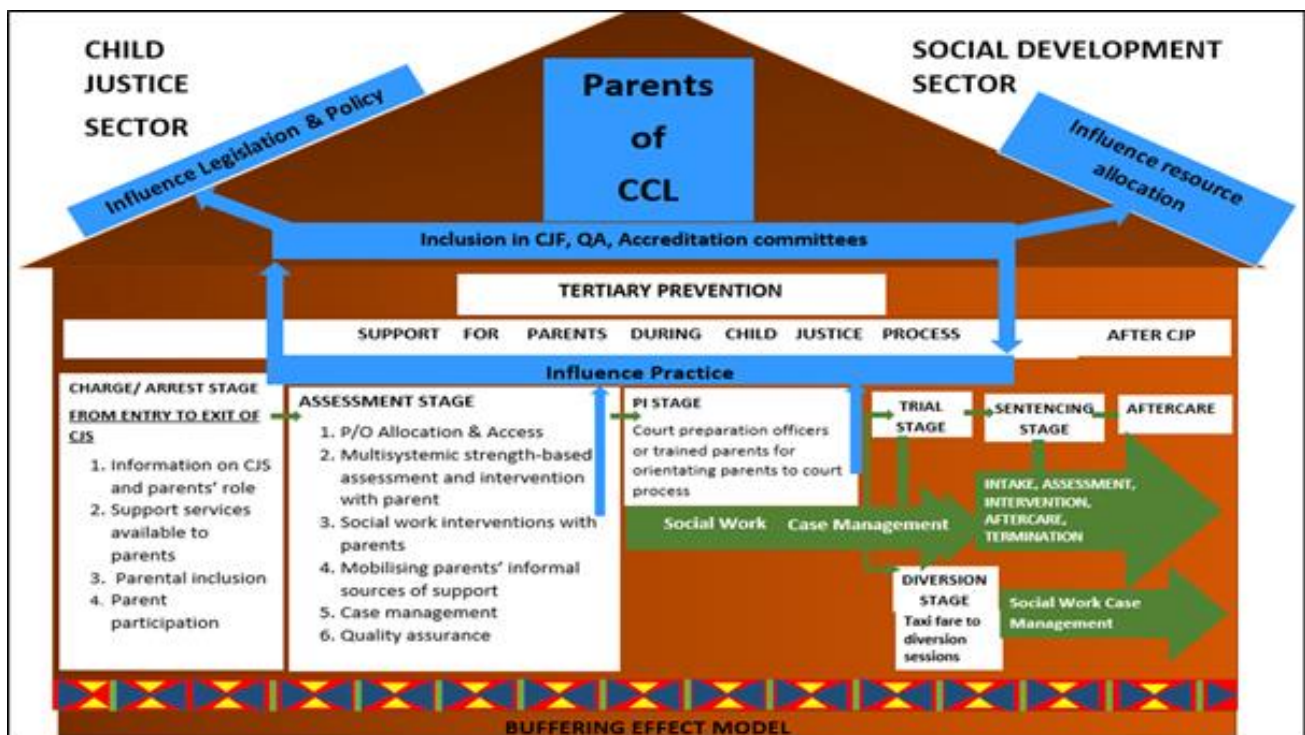 CHILD
JUSTICE
SECTOR
SOCIAL DEVELOPMENT
SECTOR
Parents
of
CCL
Influence Legislation & Policy
Influence resource
allocation
Inclusion in CJF, QA, Accreditation committees
TERTIARY PREVENTION
SUPPORT FOR PARENTS DURING CHILD JUSTICE PROCESS
AFTER CJP
Influence Practice
CHARGE/ ARREST STAGE
FROM ENTRY TO EXIT OF
CJS
1. Information on CJS
and parents’ role
2. Support services
available to
parents
3. Parental inclusion
4. Parent
participation
ASSESSMENT STAGE
1. P/O Allocation & Access
2. Multisystemic strength-based
assessment and intervention
with parent
3. Social work interventions with
parents
4. Mobilising parents’ informal
sources of support
5. Case management
6. Quality assurance
PI STAGE
Court preparation officers
or trained parents for
orientating parents to court
process
TRIAL
STAGE
SENTENCING
STAGE
AFTERCARE
Social Work Case Management
INTAKE, ASSESSMENT,
INTERVENTION,
AFTERCARE,
TERMINATION
DIVERSION
STAGE
Taxi fare to
diversion
sessions
Social Work Case
Management
BUFFERING EFFECT MODEL